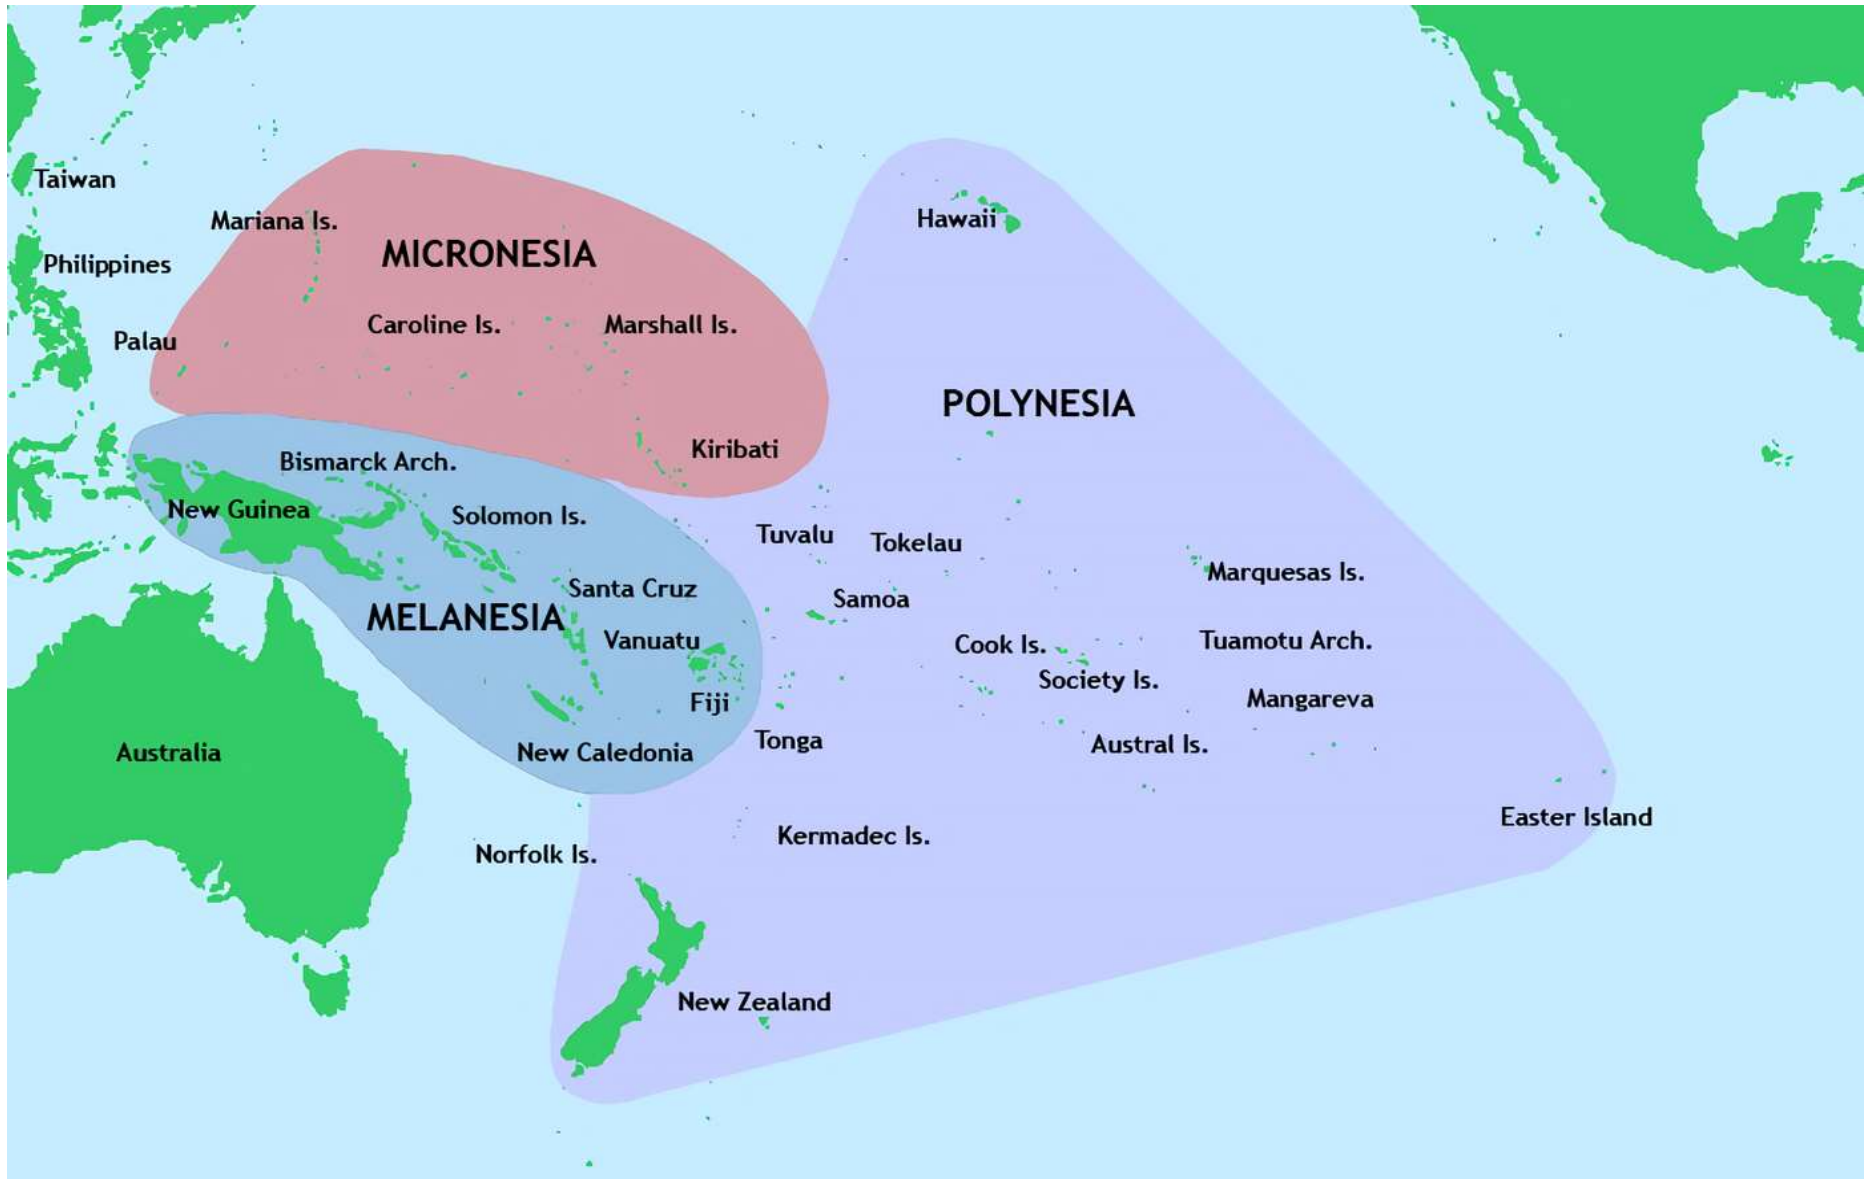 Taiwan
Mariana Is.
Hawaii
MICRONESIA
Philippines
Caroline Is.
Marshall Is.
Palau
POLYNESIA
Kiribati
Bismarck Arch.
New Guinea
Solomon Is.
Tuvalu
Tokelau
Marquesas Is.
Santa Cruz
Samoa
MELANESIA
Vanuatu
Cook Is.
Tuamotu Arch.
Society Is.
Fiji
Mangareva
Tonga
Austral Is.
Australia
New Caledonia
Easter Island
Kermadec Is.
Norfolk Is.
New Zealand